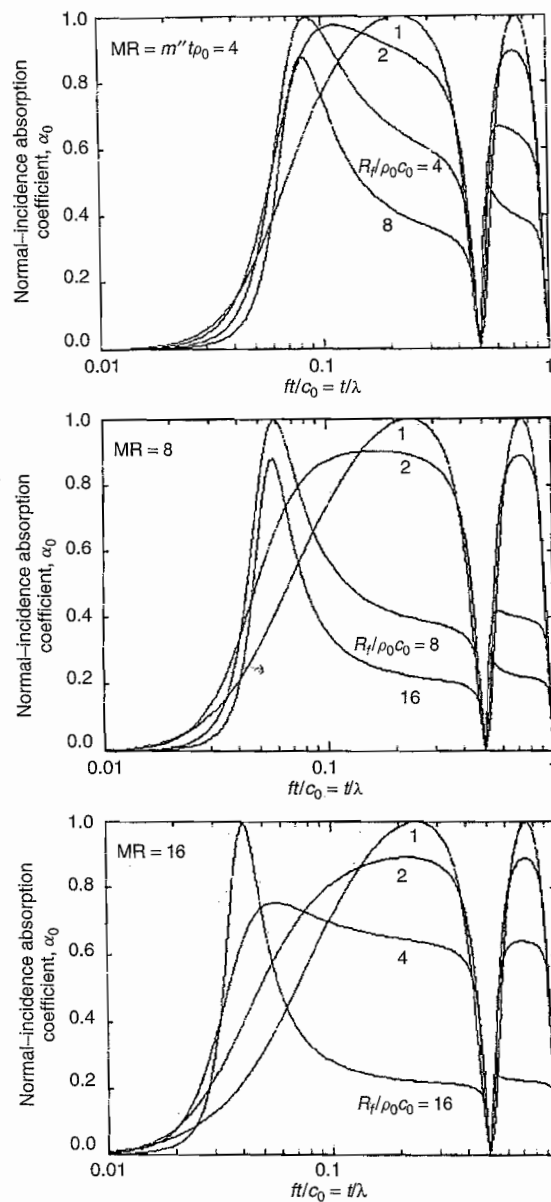 Normal–incidence absorption
coefficient, α₀
1.0
0.8
0.6
0.4
0.2
0.0
MR = m″tρ₀ = 4
1
2
R_f/ρ₀c₀ = 4
8
0.01
0.1
1
ft/c₀ = t/λ
Normal–incidence absorption
coefficient, α₀
1.0
0.8
0.6
0.4
0.2
0.0
MR = 8
1
2
R_f/ρ₀c₀ = 8
16
0.01
0.1
1
ft/c₀ = t/λ
Normal–incidence absorption
coefficient, α₀
1.0
0.8
0.6
0.4
0.2
0.0
MR = 16
1
2
4
R_f/ρ₀c₀ = 16
0.01
0.1
1
ft/c₀ = t/λ